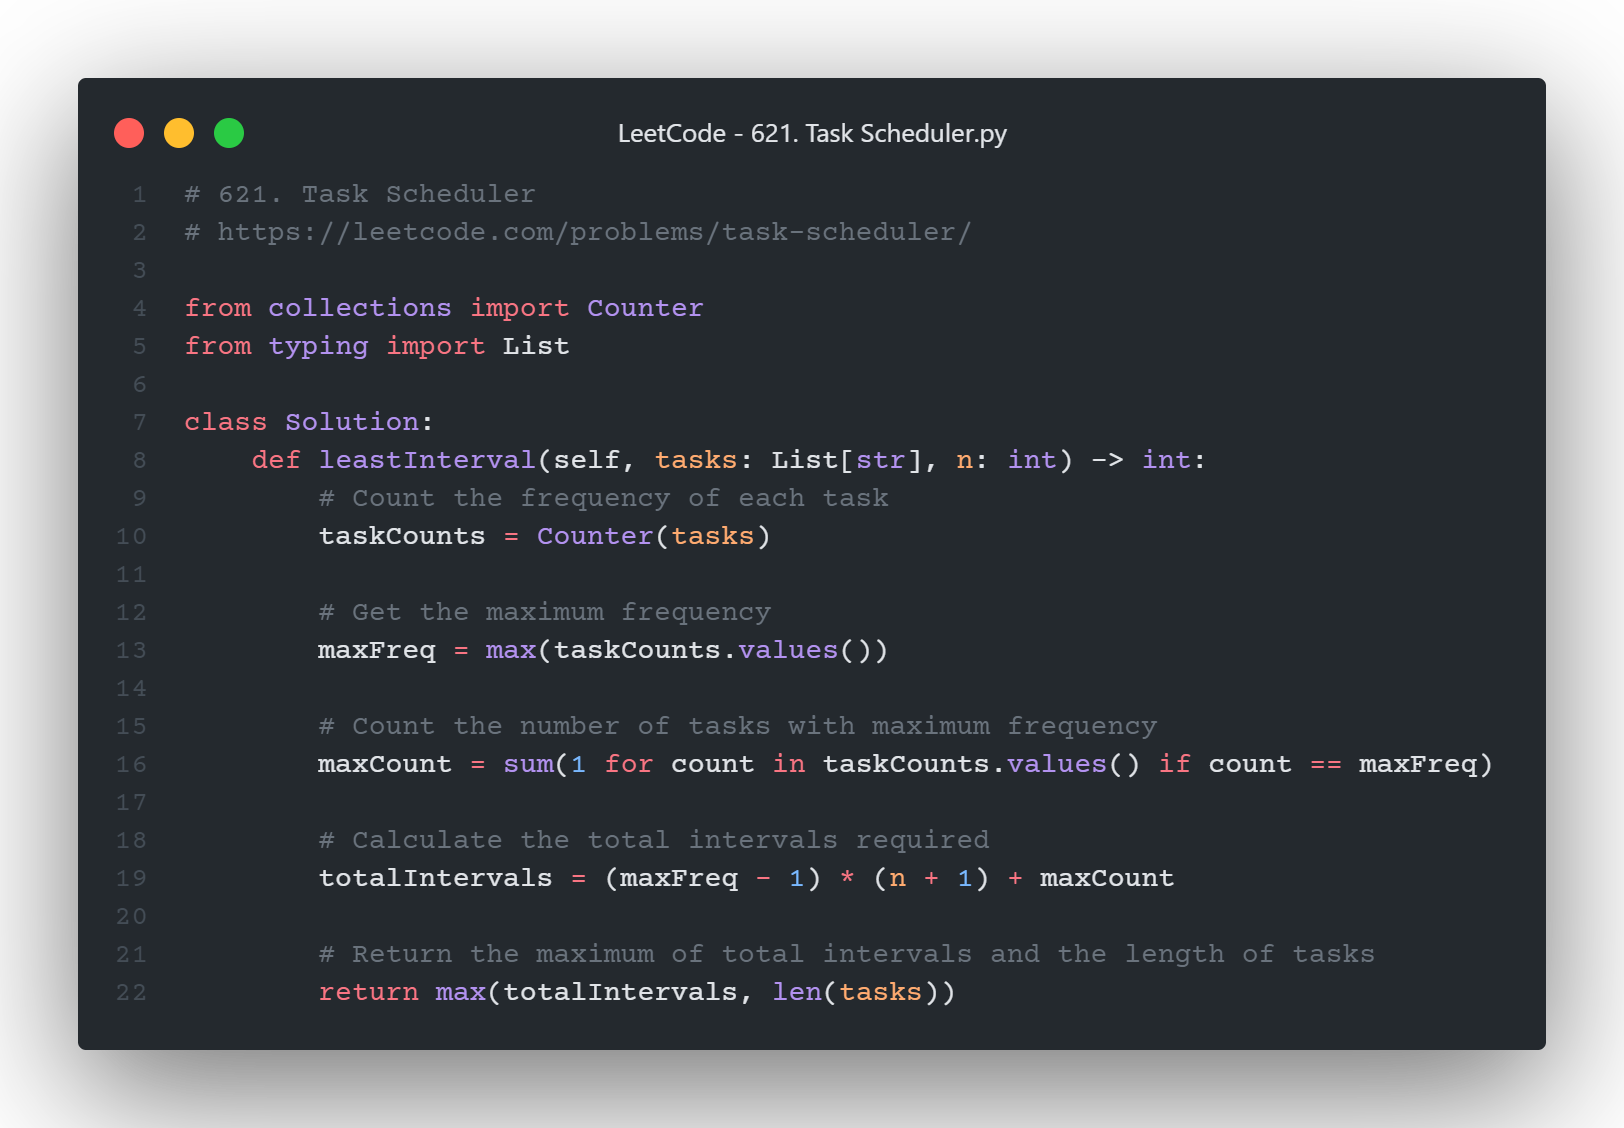 LeetCode - 621. Task Scheduler.py
1 # 621. Task Scheduler
2 # https://leetcode.com/problems/task-scheduler/
3
4 from collections import Counter
5 from typing import List
6
7 class Solution:
8     def leastInterval(self, tasks: List[str], n: int) -> int:
9         # Count the frequency of each task
10         taskCounts = Counter(tasks)
11
12         # Get the maximum frequency
13         maxFreq = max(taskCounts.values())
14
15         # Count the number of tasks with maximum frequency
16         maxCount = sum(1 for count in taskCounts.values() if count == maxFreq)
17
18         # Calculate the total intervals required
19         totalIntervals = (maxFreq - 1) * (n + 1) + maxCount
20
21         # Return the maximum of total intervals and the length of tasks
22         return max(totalIntervals, len(tasks))